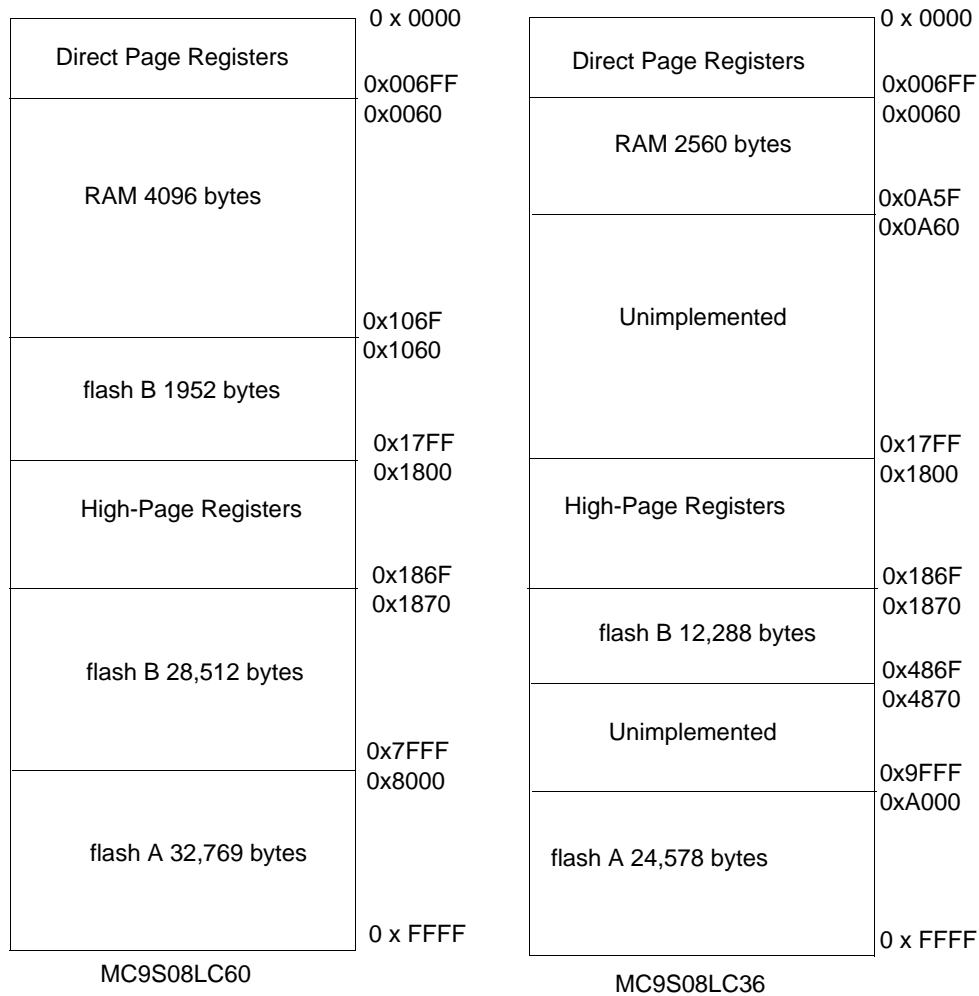 0 x 0000
Direct Page Registers
0x006FF
0x0060
RAM 4096 bytes
0x106F
0x1060
flash B 1952 bytes
0x17FF
0x1800
High-Page Registers
0x186F
0x1870
flash B 28,512 bytes
0x7FFF
0x8000
flash A 32,769 bytes
0 x FFFF
MC9S08LC60
0 x 0000
Direct Page Registers
0x006FF
0x0060
RAM 2560 bytes
0x0A5F
0x0A60
Unimplemented
0x17FF
0x1800
High-Page Registers
0x186F
0x1870
flash B 12,288 bytes
0x486F
0x4870
Unimplemented
0x9FFF
0xA000
flash A 24,578 bytes
0 x FFFF
MC9S08LC36